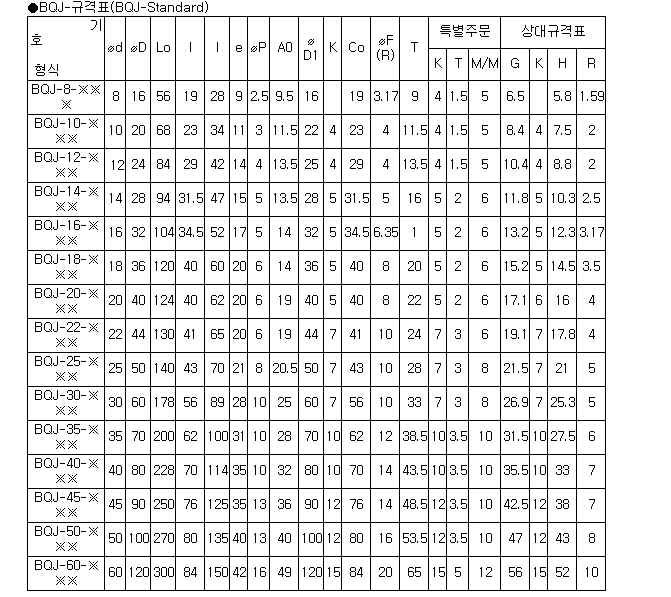 ●BQJ-규격표(BQJ-Standard)
기
호
형식
ød øD Lo l l e øP A0 ø D1 K Co øF (R) T 특별주문 상대규격표
K T M/M G K H R
BQJ-8-※※ ※ 8 16 56 19 28 9 2.5 9.5 16 19 3.17 9 4 1.5 5 6.5 5.8 1.59
BQJ-10-※ ※※ 10 20 68 23 34 11 3 11.5 22 4 23 4 11.5 4 1.5 5 8.4 4 7.5 2
BQJ-12-※ ※※ 12 24 84 29 42 14 4 13.5 25 4 29 4 13.5 4 1.5 5 10.4 4 8.8 2
BQJ-14-※ ※※ 14 28 94 31.5 47 15 5 13.5 28 5 31.5 5 16 5 2 6 11.8 5 10.3 2.5
BQJ-16-※ ※※ 16 32 104 34.5 52 17 5 14 32 5 34.5 6.35 1 5 2 6 13.2 5 12.3 3.17
BQJ-18-※ ※※ 18 36 120 40 60 20 6 14 36 5 40 8 20 5 2 6 15.2 5 14.5 3.5
BQJ-20-※ ※※ 20 40 124 40 62 20 6 19 40 5 40 8 22 5 2 6 17.1 6 16 4
BQJ-22-※ ※※ 22 44 130 41 65 20 6 19 44 7 41 10 24 7 3 6 19.1 7 17.8 4
BQJ-25-※ ※※ 25 50 140 43 70 21 8 20.5 50 7 43 10 28 7 3 8 21.5 7 21 5
BQJ-30-※ ※※ 30 60 178 56 89 28 10 25 60 7 56 10 33 7 3 8 26.9 7 25.3 5
BQJ-35-※ ※※ 35 70 200 62 100 31 10 28 70 10 62 12 38.5 10 3.5 10 31.5 10 27.5 6
BQJ-40-※ ※※ 40 80 228 70 114 35 10 32 80 10 70 14 43.5 10 3.5 10 35.5 10 33 7
BQJ-45-※ ※※ 45 90 250 76 125 35 13 36 90 12 76 14 48.5 12 3.5 10 42.5 12 38 7
BQJ-50-※ ※※ 50 100 270 80 135 40 13 40 100 12 80 16 53.5 12 3.5 10 47 12 43 8
BQJ-60-※ ※※ 60 120 300 84 150 42 16 49 120 15 84 20 65 15 5 12 56 15 52 10